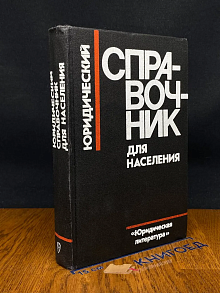 ЮРИДИЧЕСКИЙ
СПРАВОЧНИК
ДЛЯ НАСЕЛЕНИЯ
ЮРИДИЧЕСКИЙ
СПРА-
ВОЧ-
НИК
ДЛЯ
НАСЕЛЕНИЯ
«Юридическая
литература»